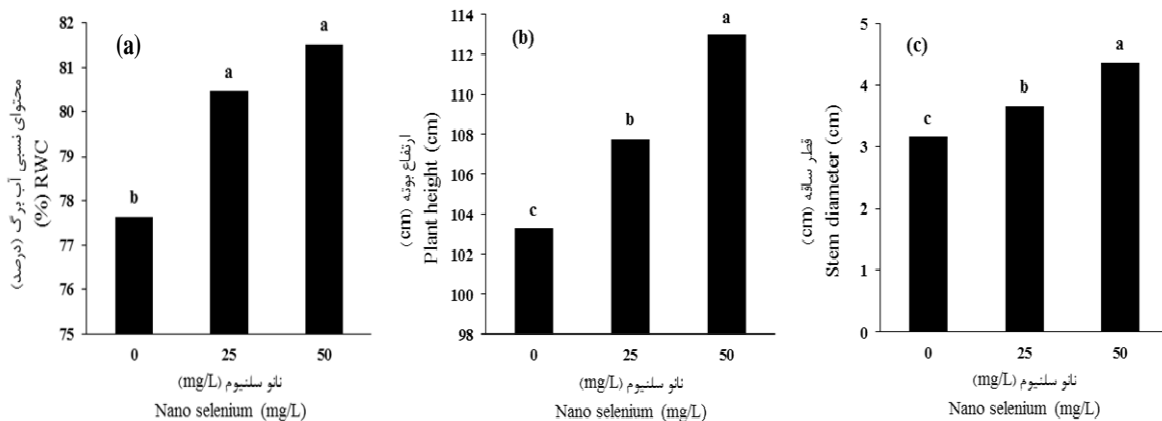 (a)
محتوای نسبی آب برگ (درصد)
(%) RWC
82
81
80
79
78
77
76
75
b
a
a
0 25 50
نانو سلنیوم (mg/L)
Nano selenium (mg/L)
(b)
ارتفاع بوته (cm)
Plant height (cm)
114
112
110
108
106
104
102
100
98
c
b
a
0 25 50
نانو سلنیوم (mg/L)
Nano selenium (mg/L)
(c)
قطر ساقه (cm)
Stem diameter (cm)
5
4
3
2
1
0
c
b
a
0 25 50
نانو سلنیوم (mg/L)
Nano selenium (mg/L)